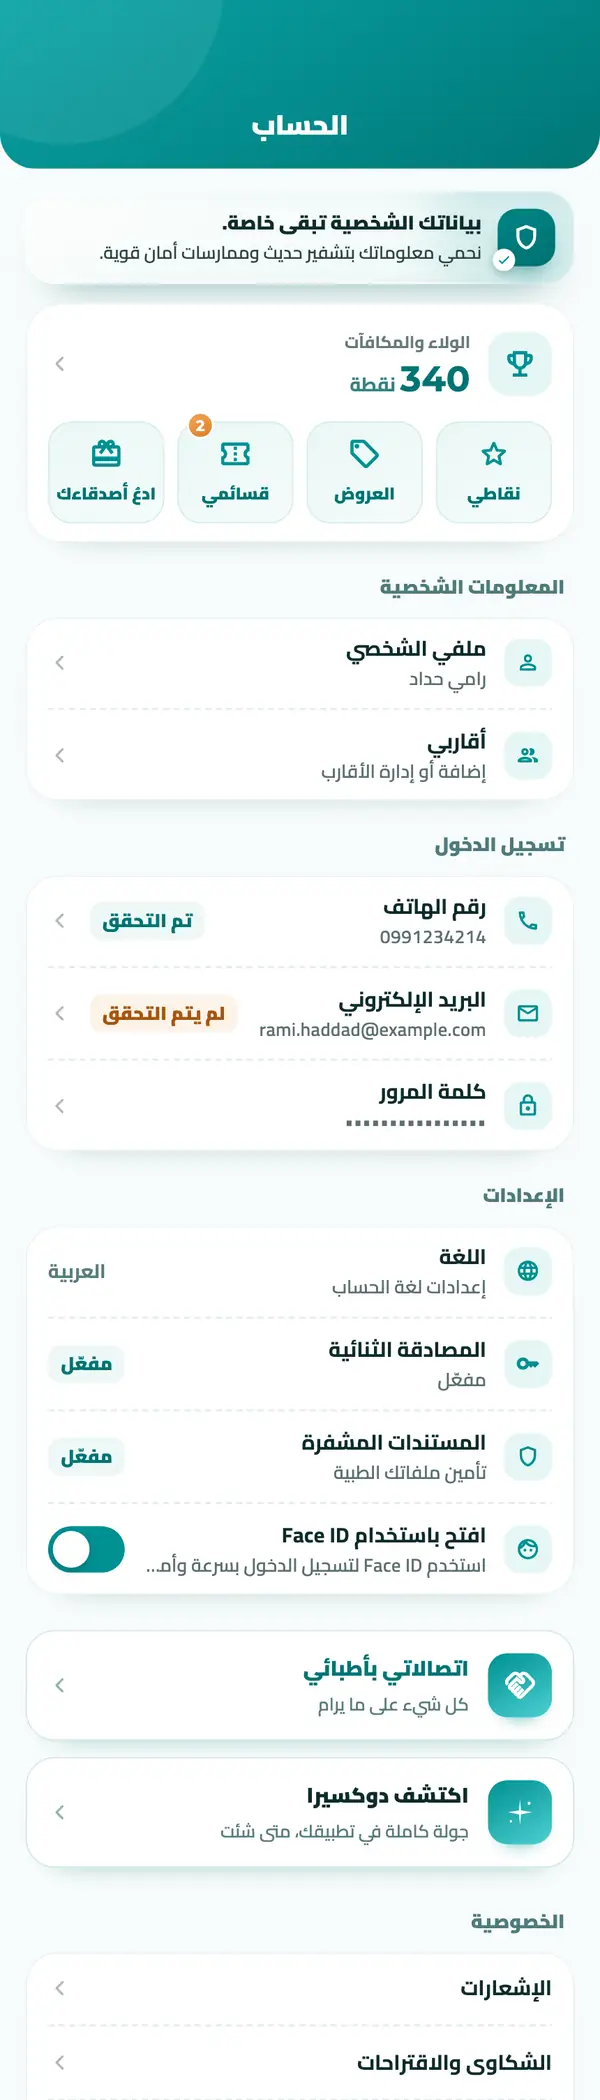 الحساب
بياناتك الشخصية تبقى خاصة.
نحمي معلوماتك بتشفير حديث وممارسات أمان قوية.
الولاء والمكافآت
340 نقطة
نقاطي
العروض
قسائمي
2
ادعُ أصدقاءك
المعلومات الشخصية
ملفي الشخصي
رامي حداد
أقاربي
إضافة أو إدارة الأقارب
تسجيل الدخول
رقم الهاتف
0991234214
تم التحقق
البريد الإلكتروني
rami.haddad@example.com
لم يتم التحقق
كلمة المرور
▪▪▪▪▪▪▪▪▪▪▪▪▪▪▪▪
الإعدادات
اللغة
إعدادات لغة الحساب
العربية
المصادقة الثنائية
مفعّل
مفعّل
المستندات المشفرة
تأمين ملفاتك الطبية
مفعّل
افتح باستخدام Face ID
استخدم Face ID لتسجيل الدخول بسرعة وأمـ...
اتصالاتي بأطبائي
كل شيء على ما يرام
اكتشف دوكسيرا
جولة كاملة في تطبيقك، متى شئت
الخصوصية
الإشعارات
الشكاوى والاقتراحات